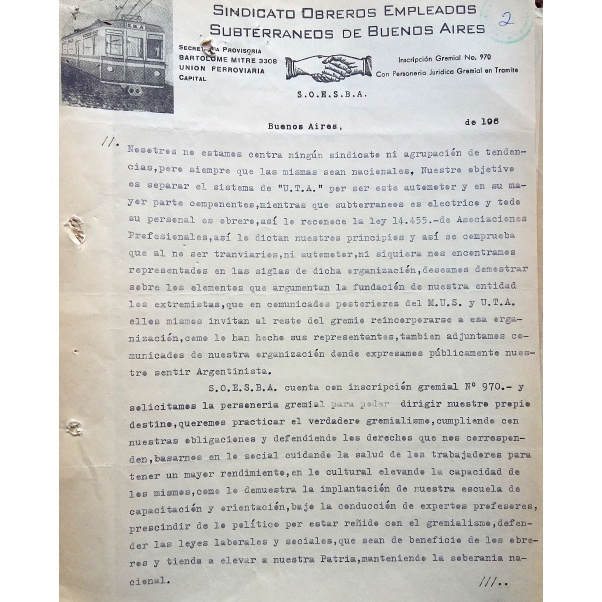 SINDICATO OBREROS EMPLEADOS
SUBTERRANEOS DE BUENOS AIRES
2
SECRETARIA PROVISORIA
BARTOLOME MITRE 3308
UNION FERROVIARIA
CAPITAL
S.O.E.S.B.A.
Inscripción Gremial No. 970
Con Personería Jurídica Gremial en Tramite
Buenos Aires, de 196
//.
Nosotros no estamos contra ningún sindicato ni agrupación de tenden-
cias,pero siempre que las mismas sean nacionales. Nuestro objetivo
es separar el sistema de "U.T.A." por ser este automotor y en su ma-
yor parte componentes,mientras que subterraneos es electrico y todo
su personal es obrero,así lo reconoce la ley 14.455.-de Asociaciones
Profesionales,así lo dictan nuestros principios y así se comprueba
que al no ser tranviarios,ni automotor,ni siquiera nos encontramos
representados en las siglas de dicha organización,deseamos demostrar
sobre los elementos que argumentan la fundación de nuestra entidad
los extremistas,que en comunicados posteriores del M.U.S. y U.T.A.
ellos mismos invitan al resto del gremio reincorporarse a esa orga-
nización,como lo han hecho sus representantes,tambien adjuntamos co-
municados de nuestra organización donde expresamos públicamente nues-
tro sentir Argentinista.
S.O.E.S.B.A. cuenta con inscripción gremial Nº 970.- y
solicitamos la personeria gremial para poder dirigir nuestro propio
destino,queremos practicar el verdadero gremialismo,cumpliendo con
nuestras obligaciones y defendiendo los derechos que nos correspon-
den,basarnos en lo social cuidando la salud de los trabajadores para
tener un mayor rendimiento,en lo cultural elevando la capacidad de
los mismos,como lo demuestra la implantación de nuestra escuela de
capacitación y orientación,bajo la conducción de expertos profesores,
prescindir de lo político por estar reñido con el gremialismo,defen-
der las leyes laborales y sociales,que sean de beneficio de los obre-
ros y tienda a elevar a nuestra Patria,manteniendo la soberania na-
cional.
///..